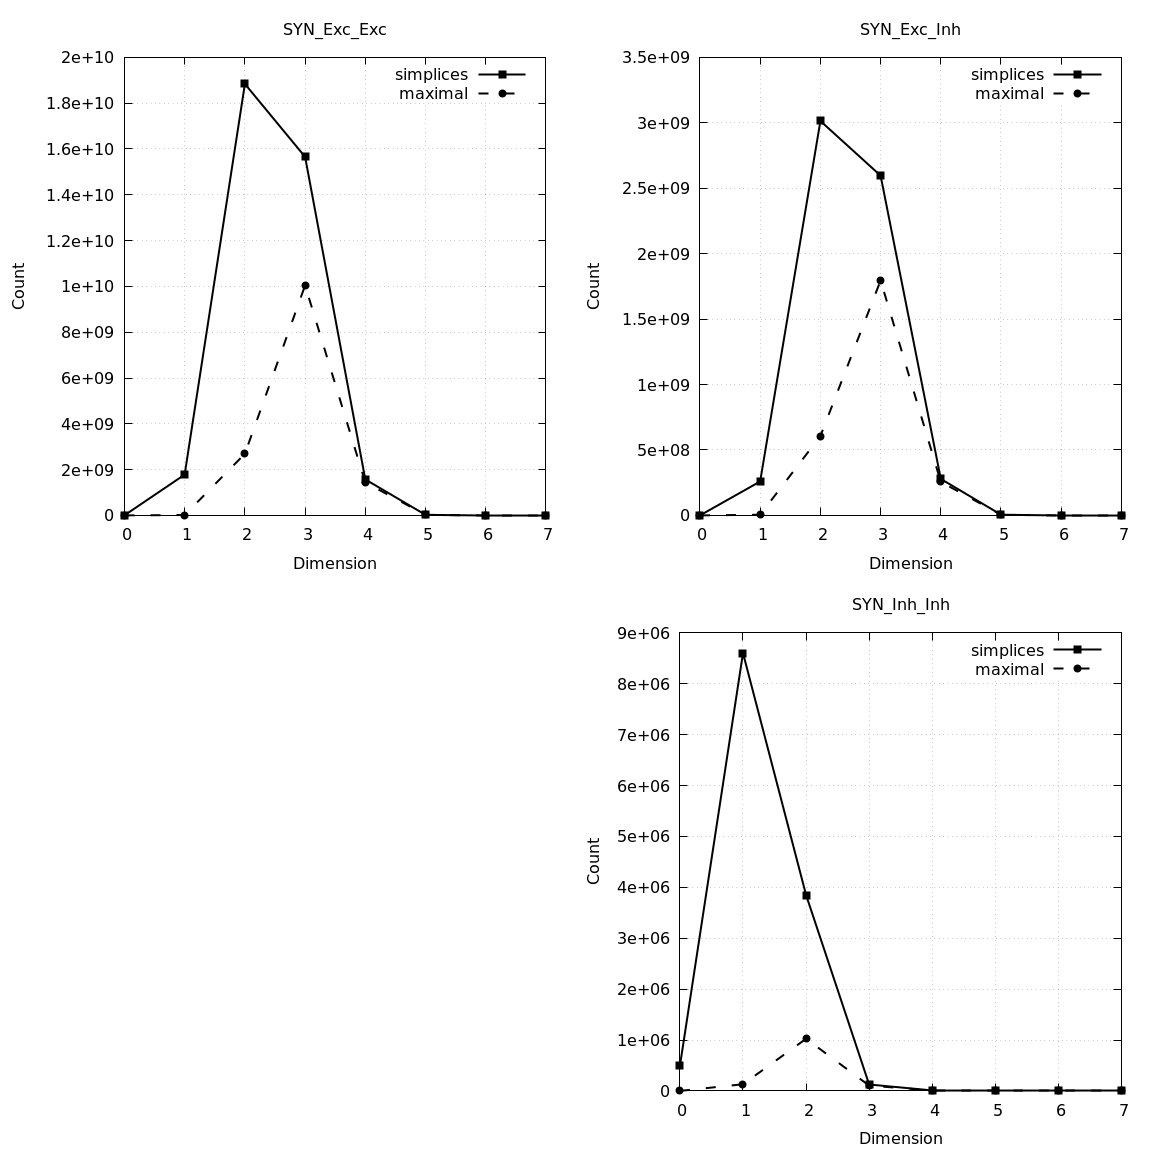 SYN_Exc_Exc
2e+10
1.8e+10
1.6e+10
1.4e+10
1.2e+10
1e+10
8e+09
6e+09
4e+09
2e+09
0
Count
simplices
maximal
0 1 2 3 4 5 6 7
Dimension
SYN_Exc_Inh
3.5e+09
3e+09
2.5e+09
2e+09
1.5e+09
1e+09
5e+08
0
Count
simplices
maximal
0 1 2 3 4 5 6 7
Dimension
SYN_Inh_Inh
9e+06
8e+06
7e+06
6e+06
5e+06
4e+06
3e+06
2e+06
1e+06
0
Count
simplices
maximal
0 1 2 3 4 5 6 7
Dimension